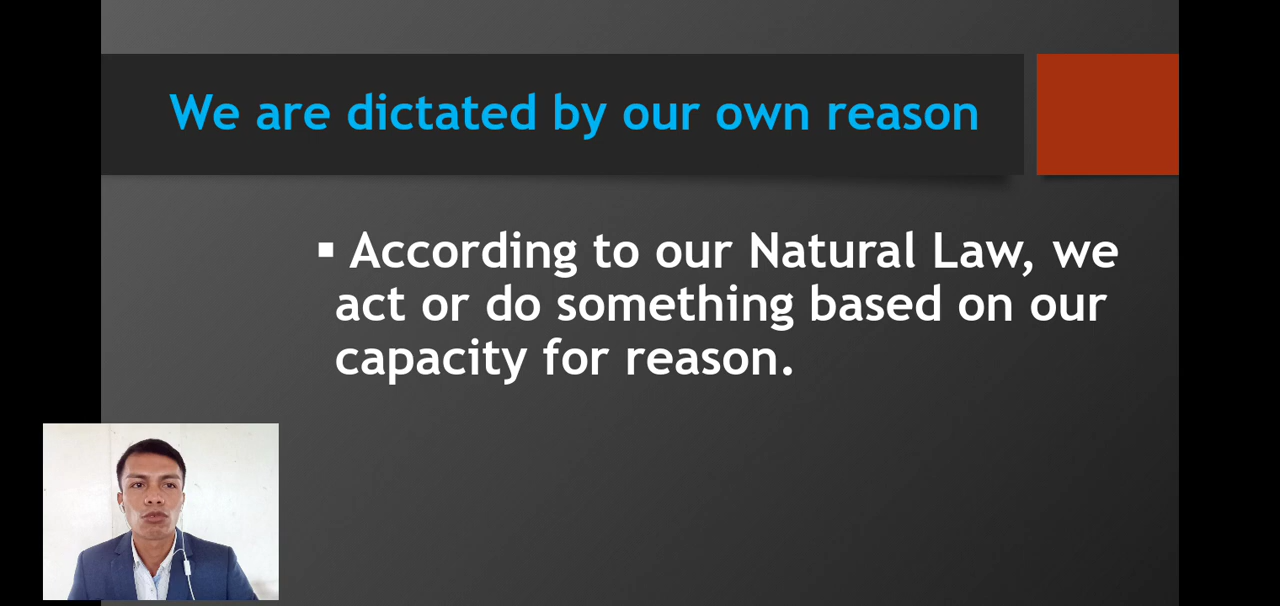 We are dictated by our own reason
▪ According to our Natural Law, we
act or do something based on our
capacity for reason.